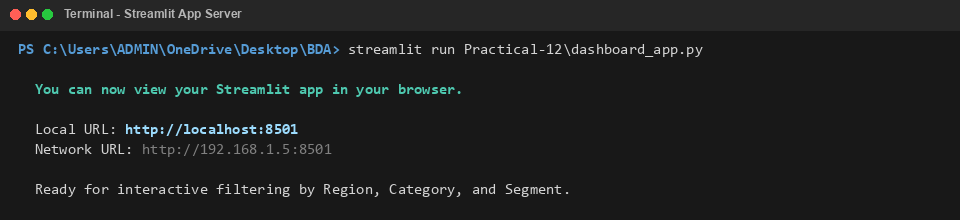 Terminal - Streamlit App Server
PS C:\Users\ADMIN\OneDrive\Desktop\BDA> streamlit run Practical-12\dashboard_app.py
You can now view your Streamlit app in your browser.
Local URL: http://localhost:8501
Network URL: http://192.168.1.5:8501
Ready for interactive filtering by Region, Category, and Segment.